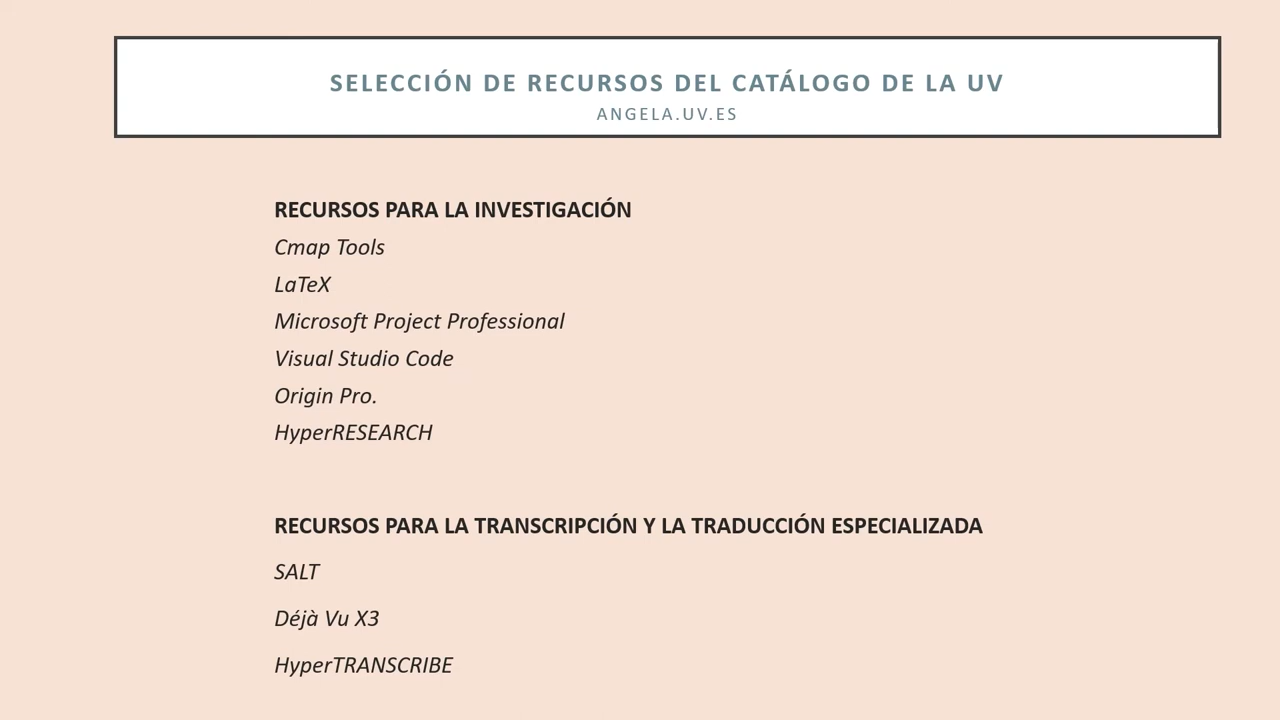 SELECCIÓN DE RECURSOS DEL CATÁLOGO DE LA UV
ANGELA.UV.ES
RECURSOS PARA LA INVESTIGACIÓN
Cmap Tools
LaTeX
Microsoft Project Professional
Visual Studio Code
Origin Pro.
HyperRESEARCH
RECURSOS PARA LA TRANSCRIPCIÓN Y LA TRADUCCIÓN ESPECIALIZADA
SALT
Déjà Vu X3
HyperTRANSCRIBE